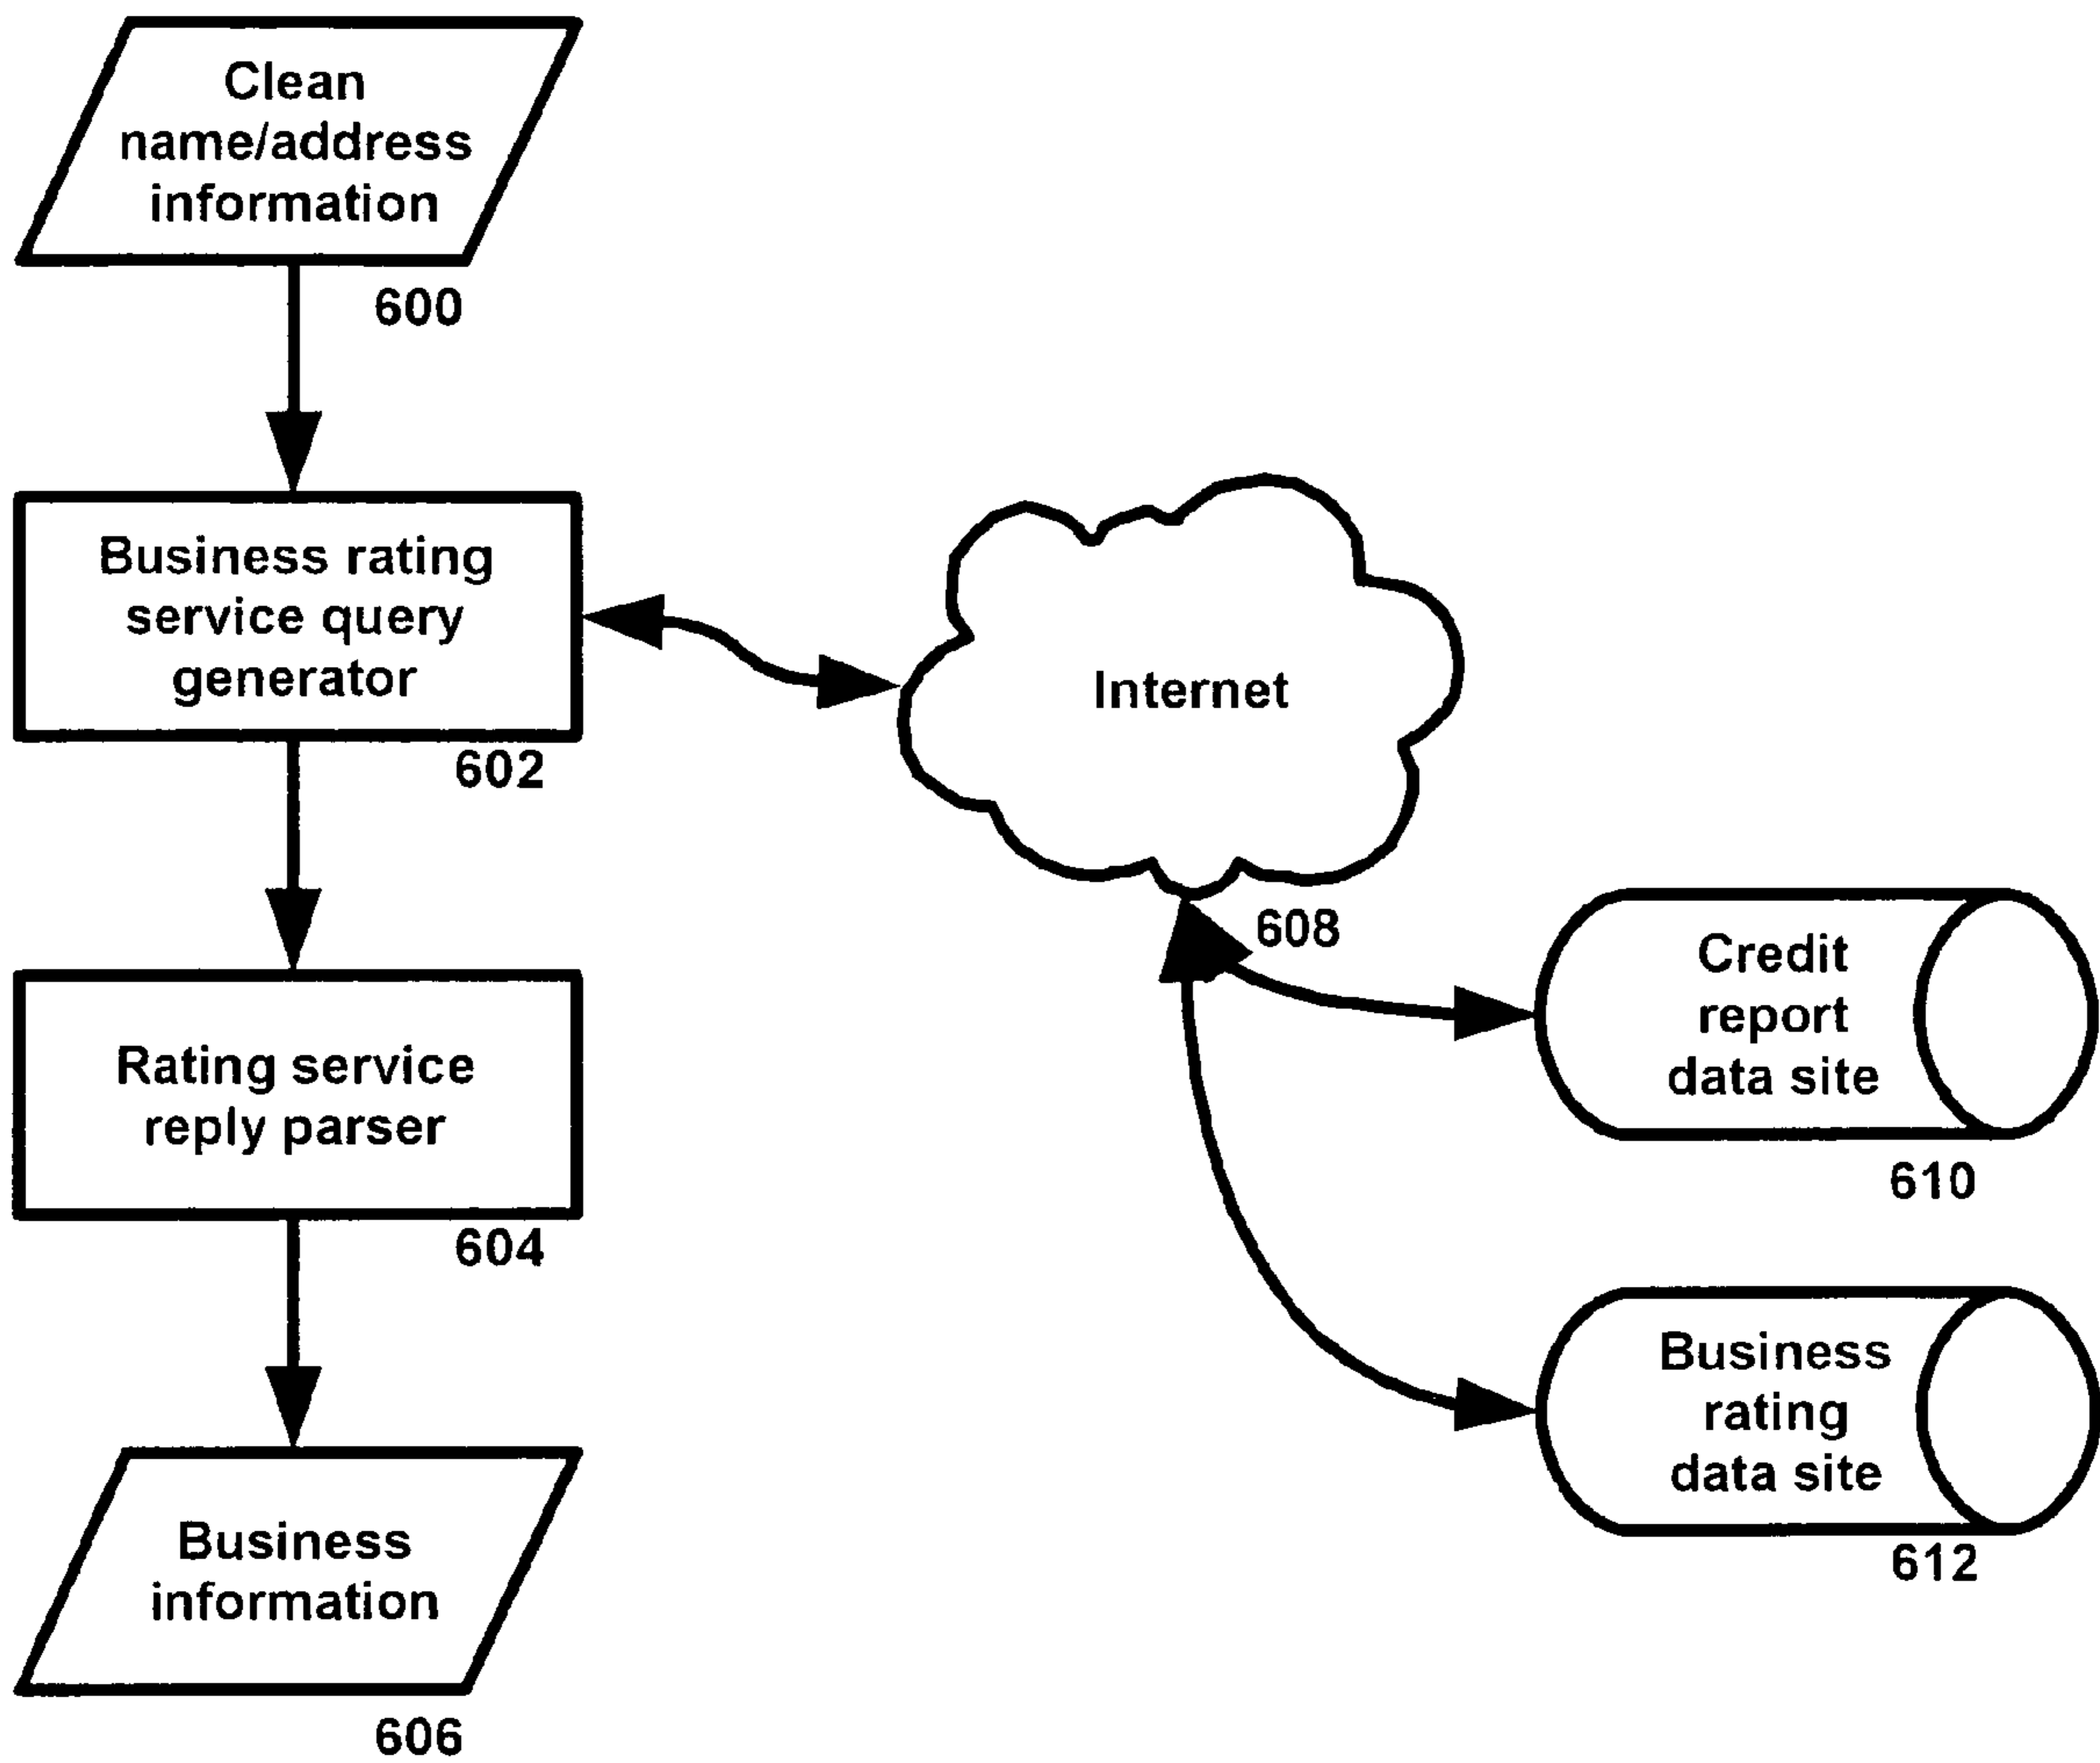 Clean
name/address
information
600
Business rating
service query
generator
602
Rating service
reply parser
604
Business
information
606
Internet
608
Credit
report
data site
610
Business
rating
data site
612